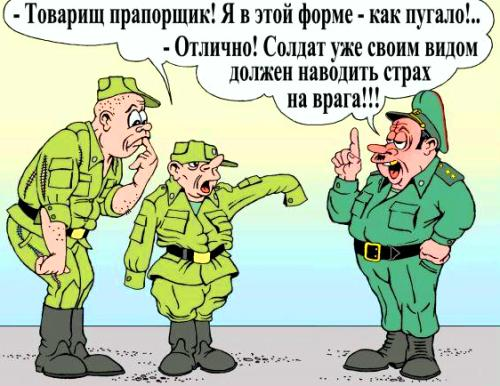 - Товарищ прапорщик! Я в этой форме - как пугало!..
- Отлично! Солдат уже своим видом
должен наводить страх
на врага!!!